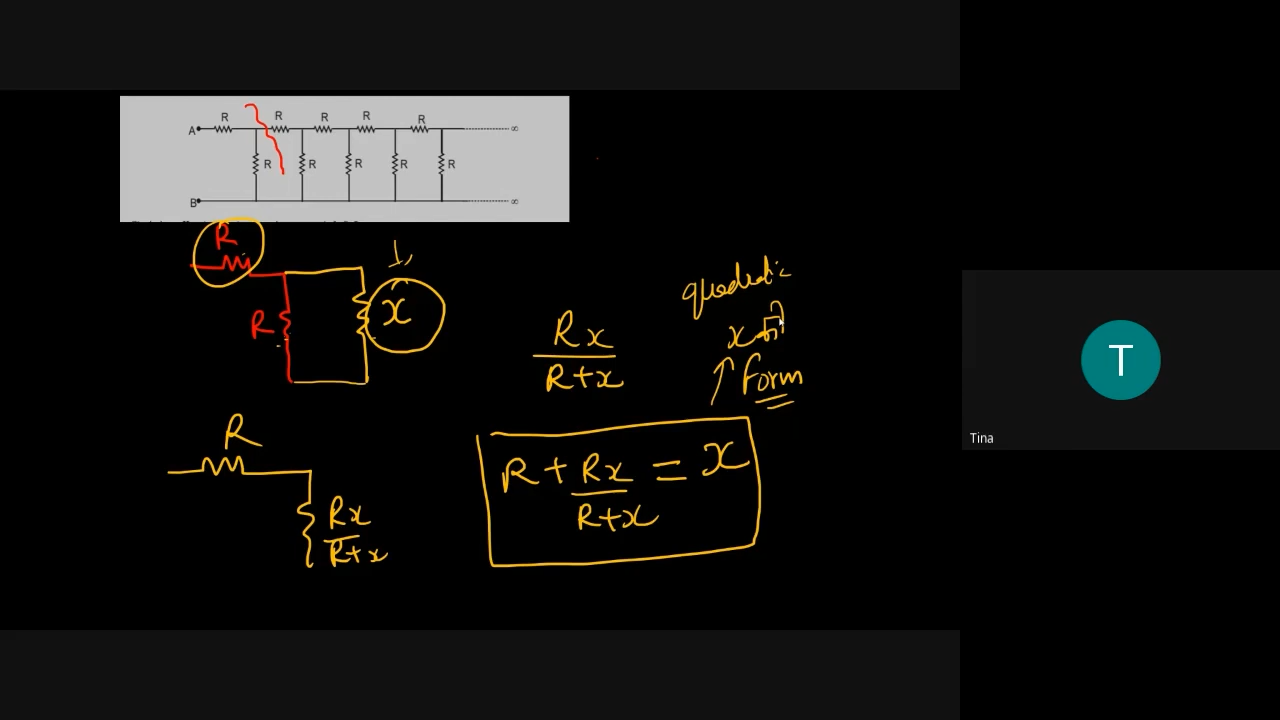 R R R R R
A ∞
R R R R R
B ∞
R
R x
Rx
R+x
quadratic
x
Form
R + Rx = x
R+x
R
Rx
R+x
T
Tina